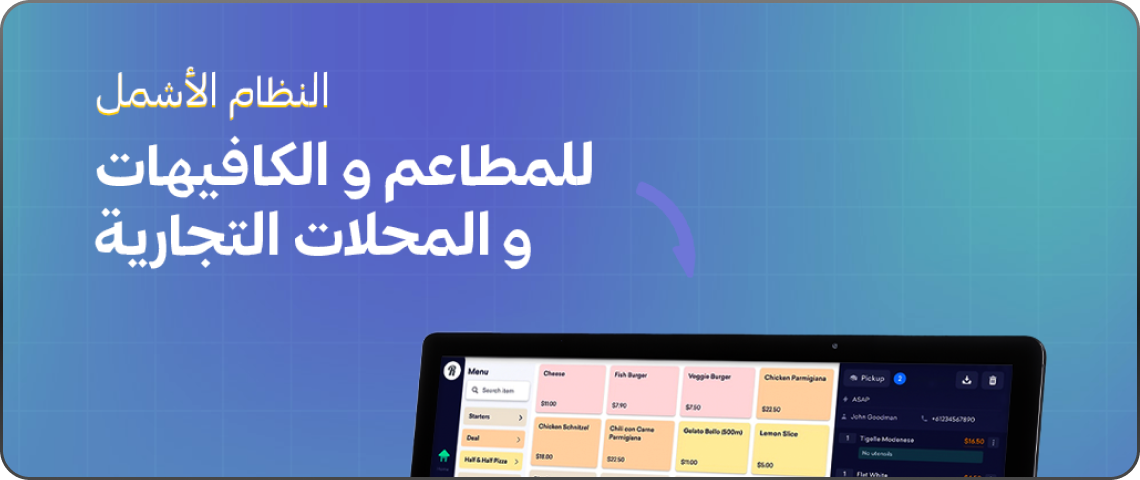 النظام الأشمل
للمطاعم و الكافيهات
و المحلات التجارية
R Menu
Search item
Starters
Deal
Half & Half Pizza
Home
Cheese
$11.00
Fish Burger
$7.90
Veggie Burger
$7.50
Chicken Parmigiana
$22.50
Chicken Schnitzel
$18.00
Chili con Carne Parmigiana
$22.50
Gelato Bello (500m)
$11.00
Lemon Slice
$5.00
Pickup 2
ASAP
John Goodman +61234567890
1 Tigelle Modenese $16.50
No utensils
1 Flat White